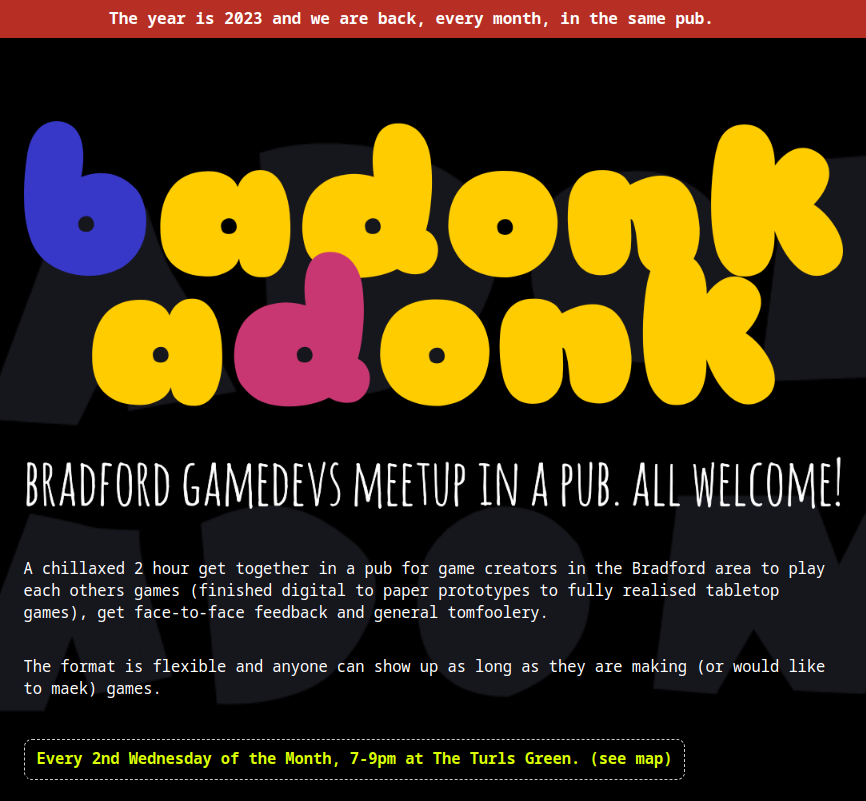 The year is 2023 and we are back, every month, in the same pub.
badonk
adonk
BRADFORD GAMEDEVS MEETUP IN A PUB. ALL WELCOME!
A chillaxed 2 hour get together in a pub for game creators in the Bradford area to play
each others games (finished digital to paper prototypes to fully realised tabletop
games), get face-to-face feedback and general tomfoolery.
The format is flexible and anyone can show up as long as they are making (or would like
to maek) games.
Every 2nd Wednesday of the Month, 7-9pm at The Turls Green. (see map)